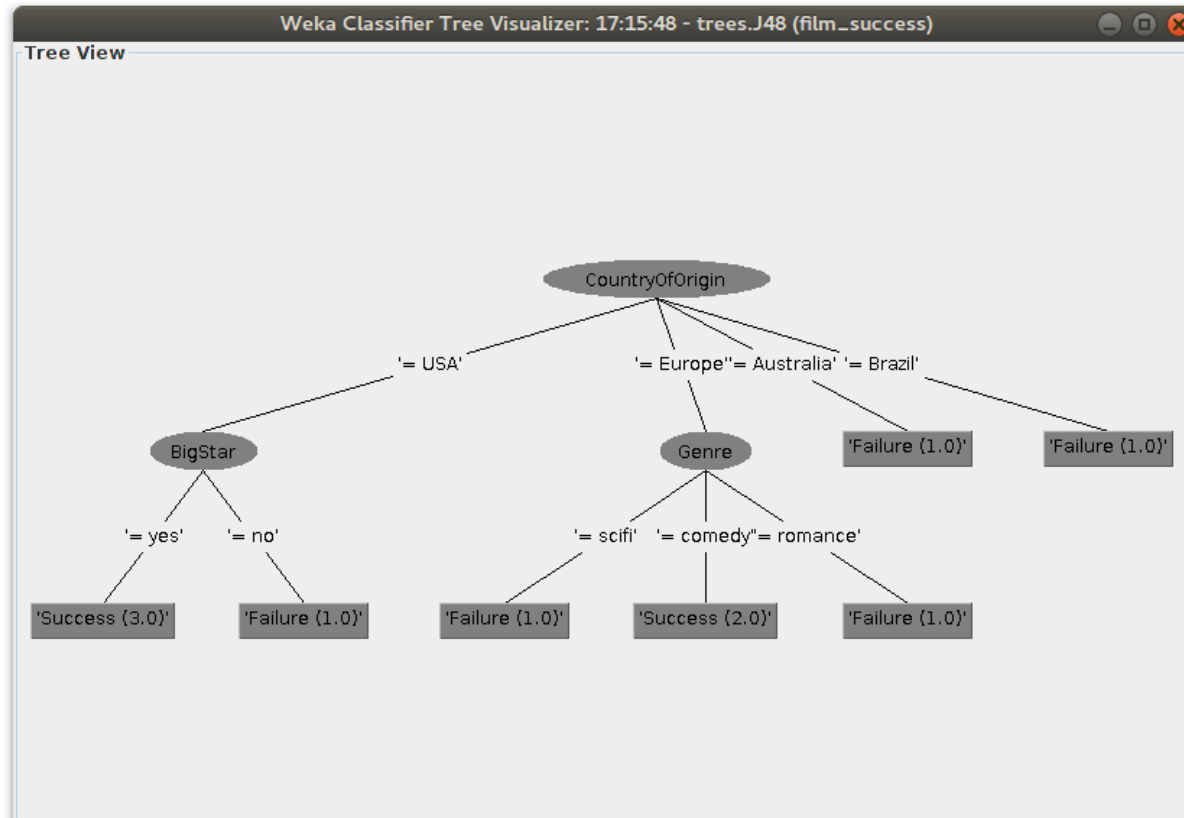 Weka Classifier Tree Visualizer: 17:15:48 - trees.J48 (film_success)
Tree View
CountryOfOrigin
'= USA' '= Europe' '= Australia' '= Brazil'
BigStar Genre 'Failure (1.0)' 'Failure (1.0)'
'= yes' '= no' '= scifi' '= comedy' '= romance'
'Success (3.0)' 'Failure (1.0)' 'Failure (1.0)' 'Success (2.0)' 'Failure (1.0)'